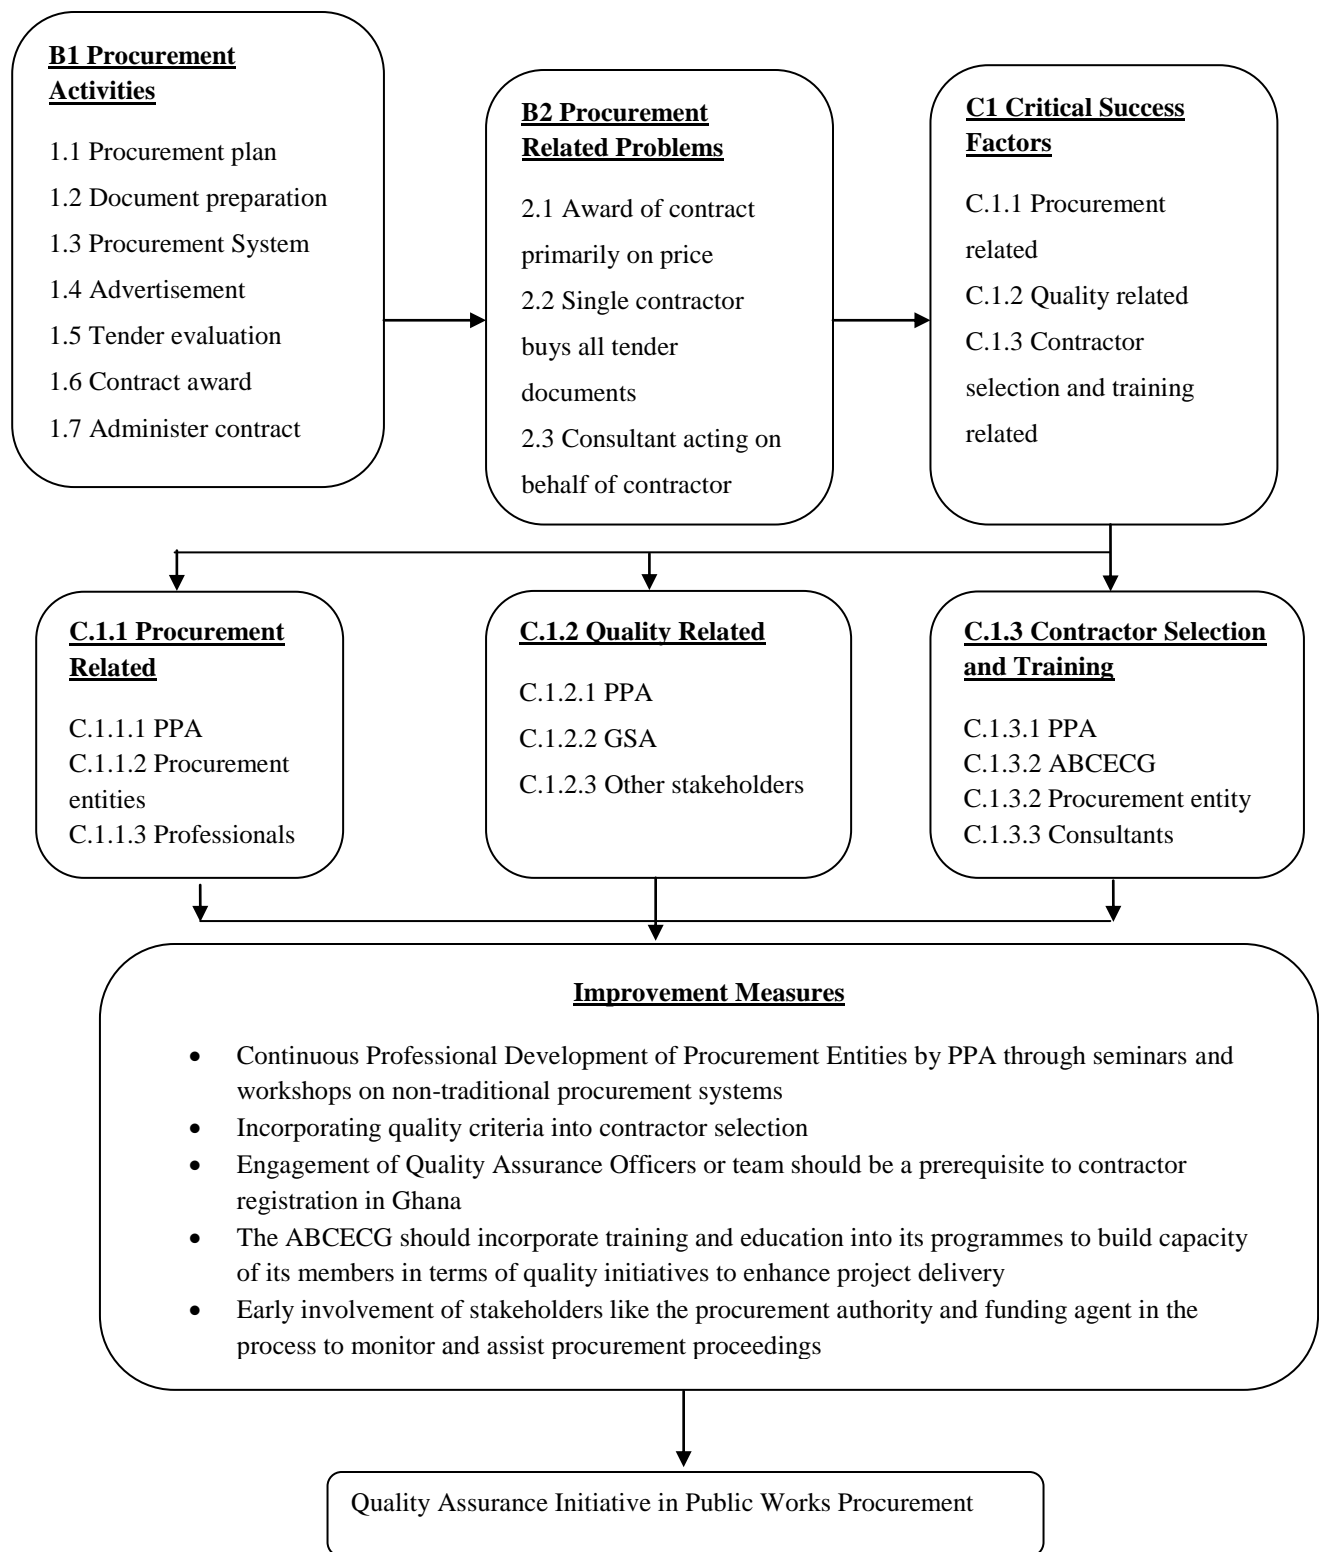 B1 Procurement
Activities
1.1 Procurement plan
1.2 Document preparation
1.3 Procurement System
1.4 Advertisement
1.5 Tender evaluation
1.6 Contract award
1.7 Administer contract
B2 Procurement
Related Problems
2.1 Award of contract
primarily on price
2.2 Single contractor
buys all tender
documents
2.3 Consultant acting on
behalf of contractor
C1 Critical Success
Factors
C.1.1 Procurement
related
C.1.2 Quality related
C.1.3 Contractor
selection and training
related
C.1.1 Procurement
Related
C.1.1.1 PPA
C.1.1.2 Procurement
entities
C.1.1.3 Professionals
C.1.2 Quality Related
C.1.2.1 PPA
C.1.2.2 GSA
C.1.2.3 Other stakeholders
C.1.3 Contractor Selection
and Training
C.1.3.1 PPA
C.1.3.2 ABCECG
C.1.3.2 Procurement entity
C.1.3.3 Consultants
Improvement Measures
• Continuous Professional Development of Procurement Entities by PPA through seminars and
workshops on non-traditional procurement systems
• Incorporating quality criteria into contractor selection
• Engagement of Quality Assurance Officers or team should be a prerequisite to contractor
registration in Ghana
• The ABCECG should incorporate training and education into its programmes to build capacity
of its members in terms of quality initiatives to enhance project delivery
• Early involvement of stakeholders like the procurement authority and funding agent in the
process to monitor and assist procurement proceedings
Quality Assurance Initiative in Public Works Procurement